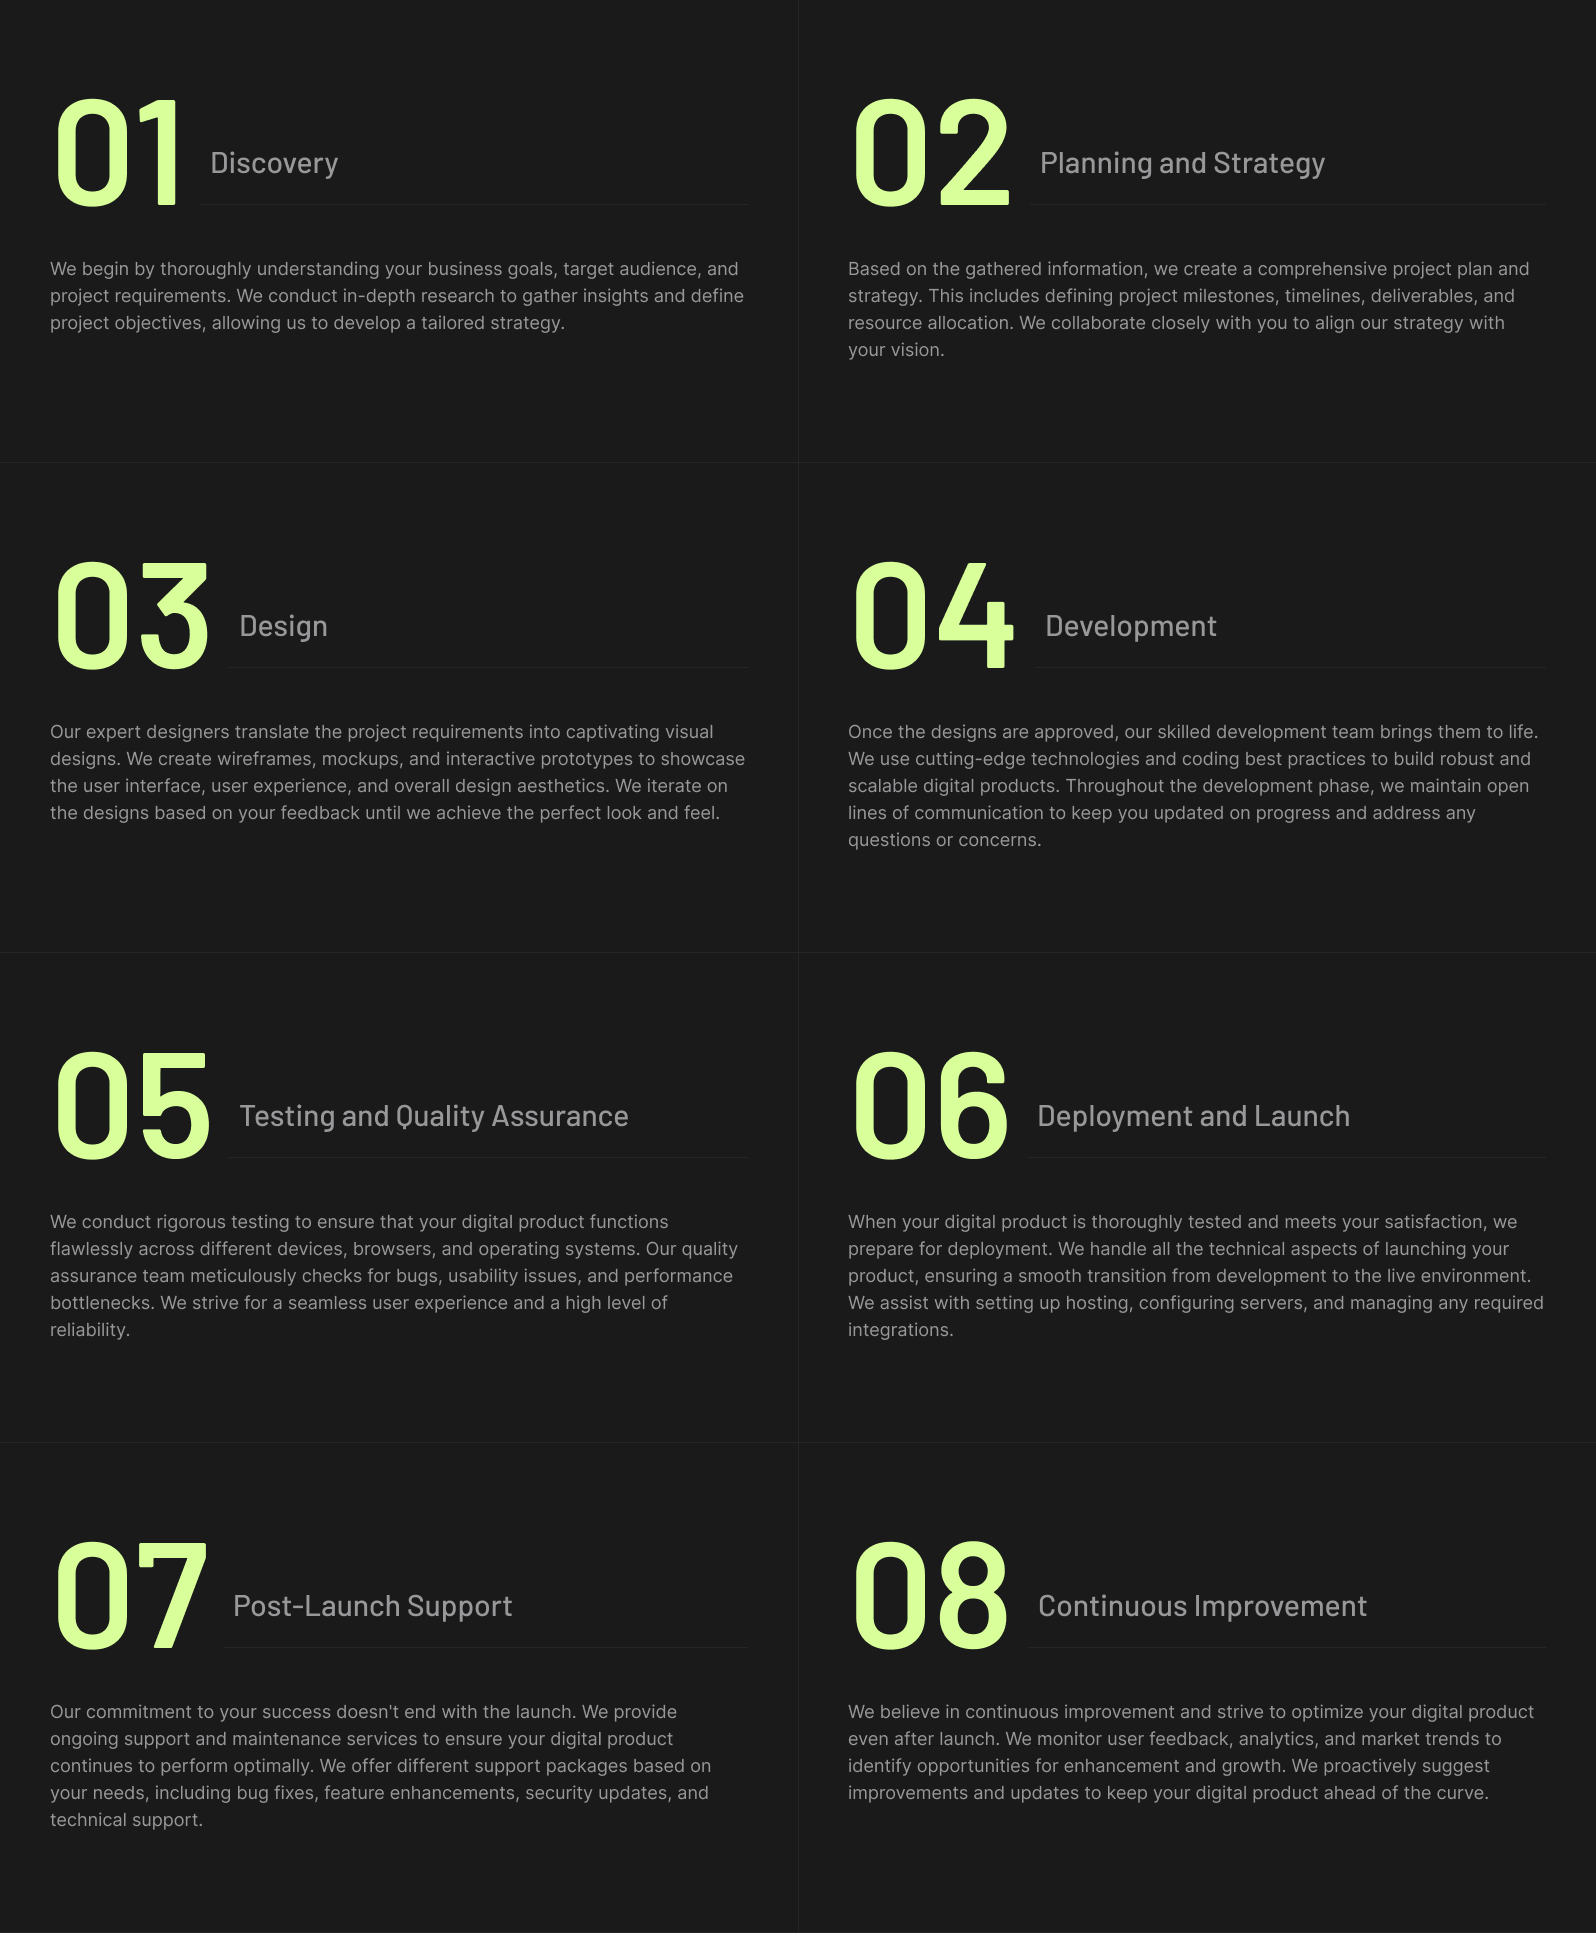 01
Discovery
We begin by thoroughly understanding your business goals, target audience, and
project requirements. We conduct in-depth research to gather insights and define
project objectives, allowing us to develop a tailored strategy.
02
Planning and Strategy
Based on the gathered information, we create a comprehensive project plan and
strategy. This includes defining project milestones, timelines, deliverables, and
resource allocation. We collaborate closely with you to align our strategy with
your vision.
03
Design
Our expert designers translate the project requirements into captivating visual
designs. We create wireframes, mockups, and interactive prototypes to showcase
the user interface, user experience, and overall design aesthetics. We iterate on
the designs based on your feedback until we achieve the perfect look and feel.
04
Development
Once the designs are approved, our skilled development team brings them to life.
We use cutting-edge technologies and coding best practices to build robust and
scalable digital products. Throughout the development phase, we maintain open
lines of communication to keep you updated on progress and address any
questions or concerns.
05
Testing and Quality Assurance
We conduct rigorous testing to ensure that your digital product functions
flawlessly across different devices, browsers, and operating systems. Our quality
assurance team meticulously checks for bugs, usability issues, and performance
bottlenecks. We strive for a seamless user experience and a high level of
reliability.
06
Deployment and Launch
When your digital product is thoroughly tested and meets your satisfaction, we
prepare for deployment. We handle all the technical aspects of launching your
product, ensuring a smooth transition from development to the live environment.
We assist with setting up hosting, configuring servers, and managing any required
integrations.
07
Post-Launch Support
Our commitment to your success doesn't end with the launch. We provide
ongoing support and maintenance services to ensure your digital product
continues to perform optimally. We offer different support packages based on
your needs, including bug fixes, feature enhancements, security updates, and
technical support.
08
Continuous Improvement
We believe in continuous improvement and strive to optimize your digital product
even after launch. We monitor user feedback, analytics, and market trends to
identify opportunities for enhancement and growth. We proactively suggest
improvements and updates to keep your digital product ahead of the curve.